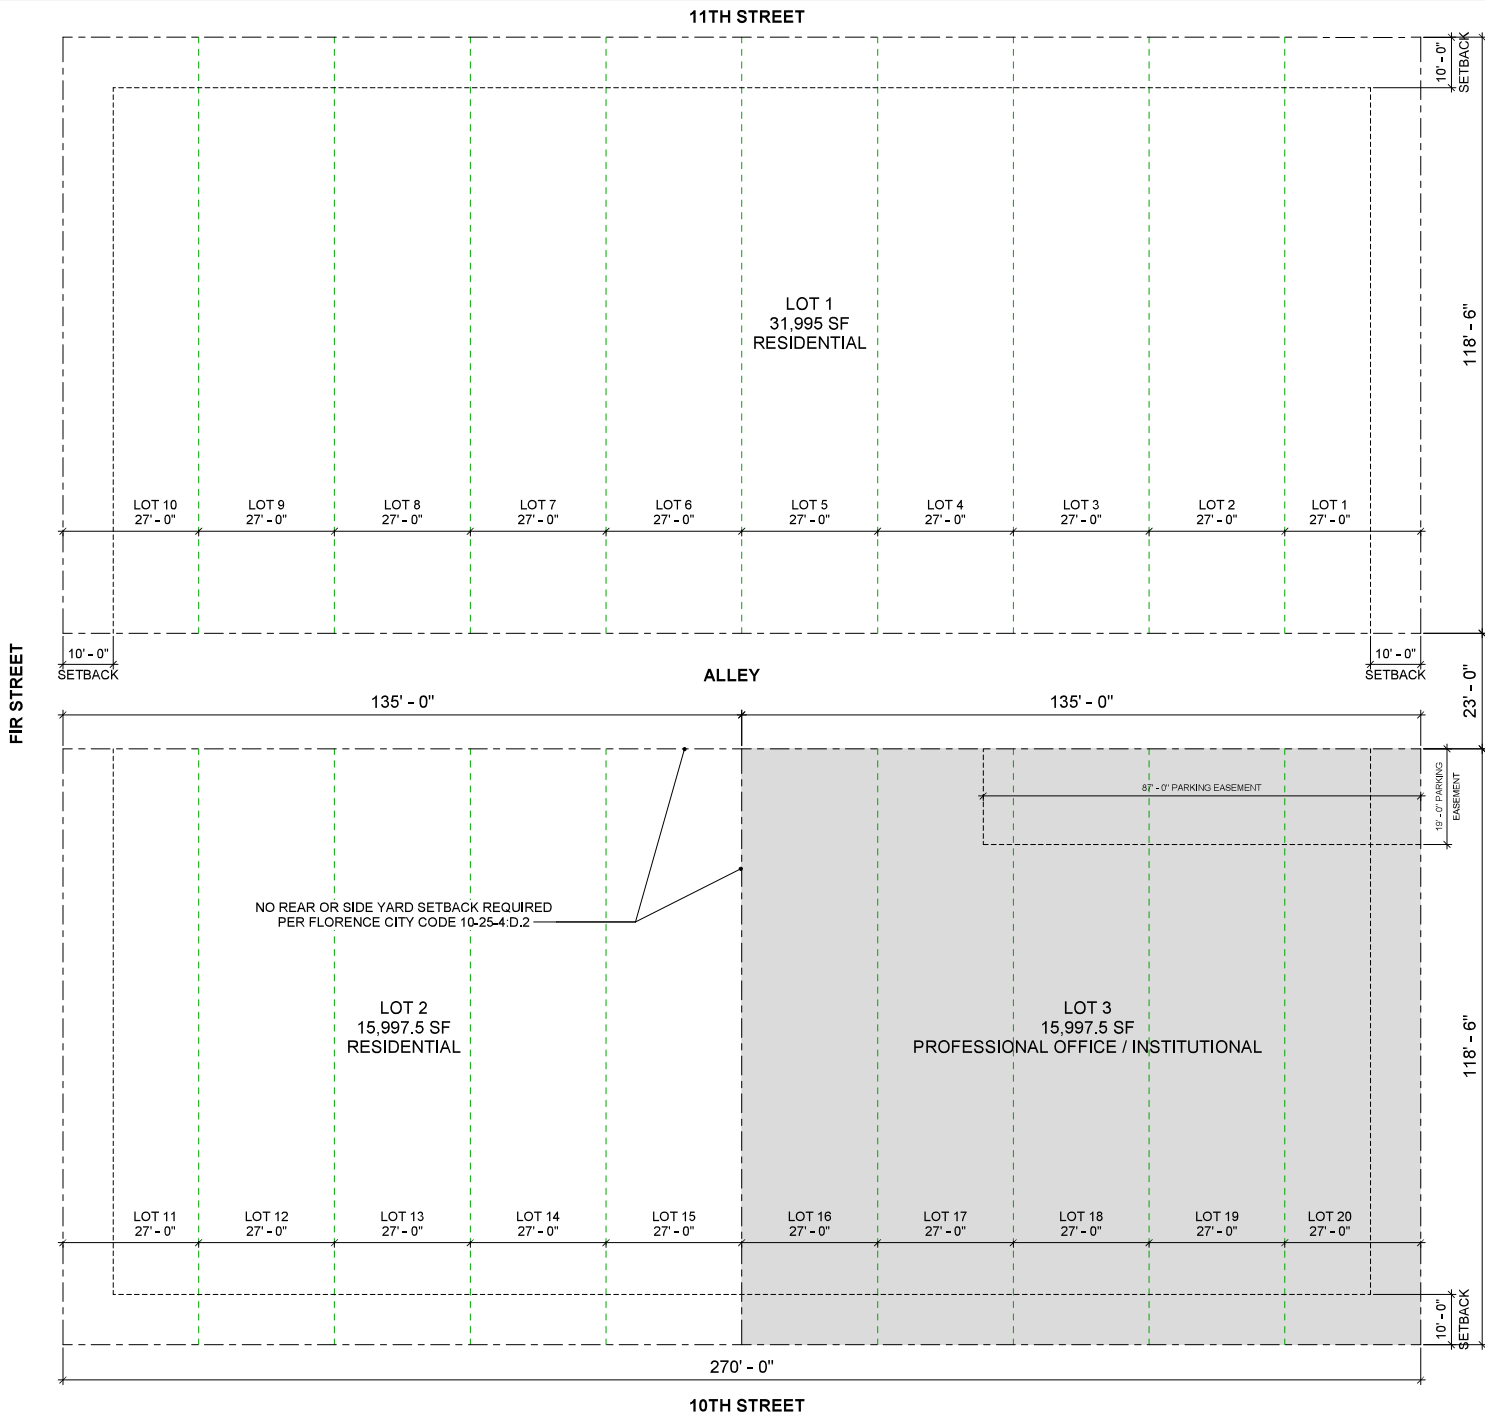 11TH STREET
10' - 0"
SETBACK
LOT 1
31,995 SF
RESIDENTIAL
118' - 6"
LOT 10
27' - 0"
LOT 9
27' - 0"
LOT 8
27' - 0"
LOT 7
27' - 0"
LOT 6
27' - 0"
LOT 5
27' - 0"
LOT 4
27' - 0"
LOT 3
27' - 0"
LOT 2
27' - 0"
LOT 1
27' - 0"
FIR STREET
10' - 0"
SETBACK
ALLEY
10' - 0"
SETBACK
23' - 0"
135' - 0"
135' - 0"
87' - 0" PARKING EASEMENT
19' - 0" PARKING
EASEMENT
NO REAR OR SIDE YARD SETBACK REQUIRED
PER FLORENCE CITY CODE 10-25-4:D.2
LOT 2
15,997.5 SF
RESIDENTIAL
LOT 3
15,997.5 SF
PROFESSIONAL OFFICE / INSTITUTIONAL
118' - 6"
LOT 11
27' - 0"
LOT 12
27' - 0"
LOT 13
27' - 0"
LOT 14
27' - 0"
LOT 15
27' - 0"
LOT 16
27' - 0"
LOT 17
27' - 0"
LOT 18
27' - 0"
LOT 19
27' - 0"
LOT 20
27' - 0"
10' - 0"
SETBACK
270' - 0"
10TH STREET